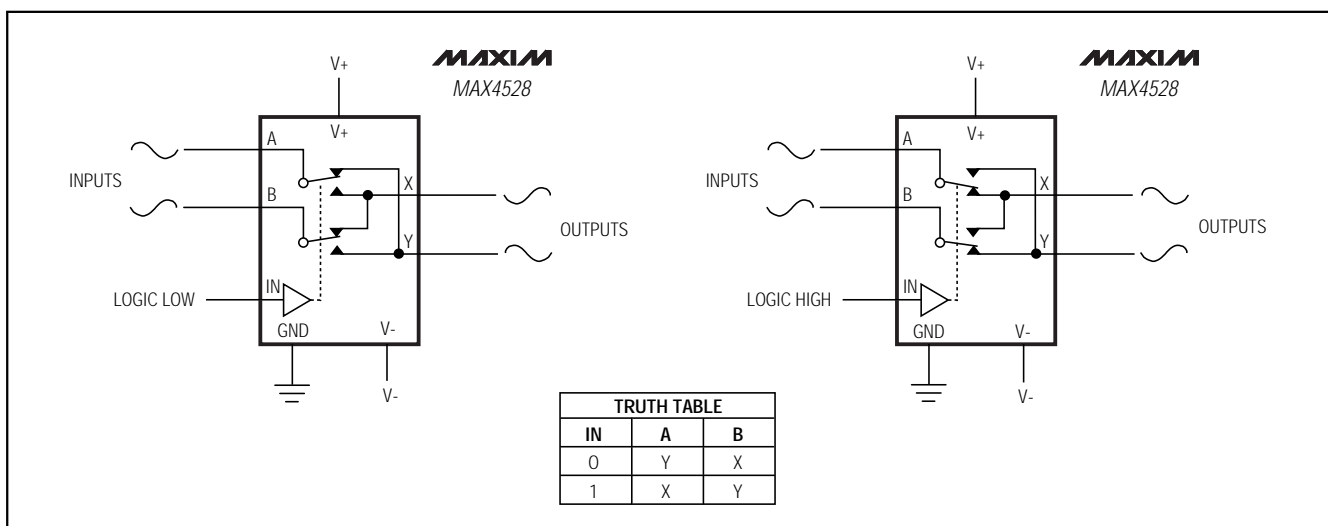 MAXIM
MAX4528
V+
V+
A
INPUTS
B
X
Y
OUTPUTS
LOGIC LOW
IN
GND
V-
V-
MAXIM
MAX4528
V+
V+
A
INPUTS
B
X
Y
OUTPUTS
LOGIC HIGH
IN
GND
V-
V-
TRUTH TABLE
IN A B
0 Y X
1 X Y